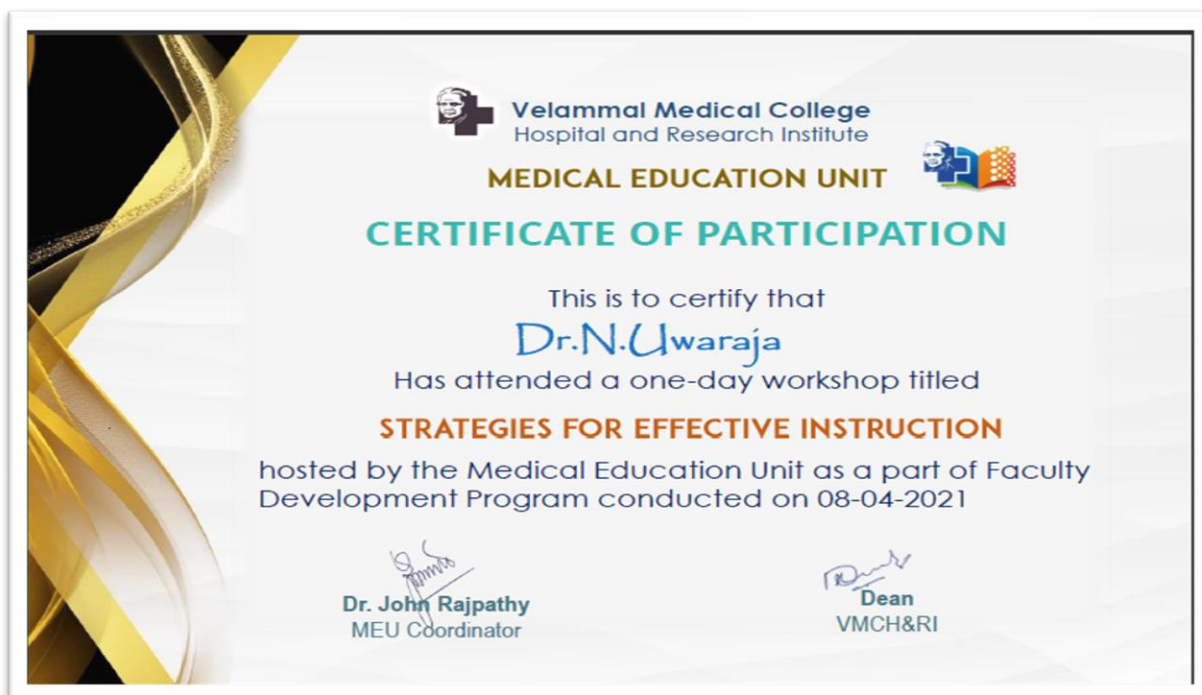 Velammal Medical College
Hospital and Research Institute
MEDICAL EDUCATION UNIT
CERTIFICATE OF PARTICIPATION
This is to certify that
Dr.N.Uwaraja
Has attended a one-day workshop titled
STRATEGIES FOR EFFECTIVE INSTRUCTION
hosted by the Medical Education Unit as a part of Faculty
Development Program conducted on 08-04-2021
Dr. John Rajpathy
MEU Coordinator
Dean
VMCH&RI